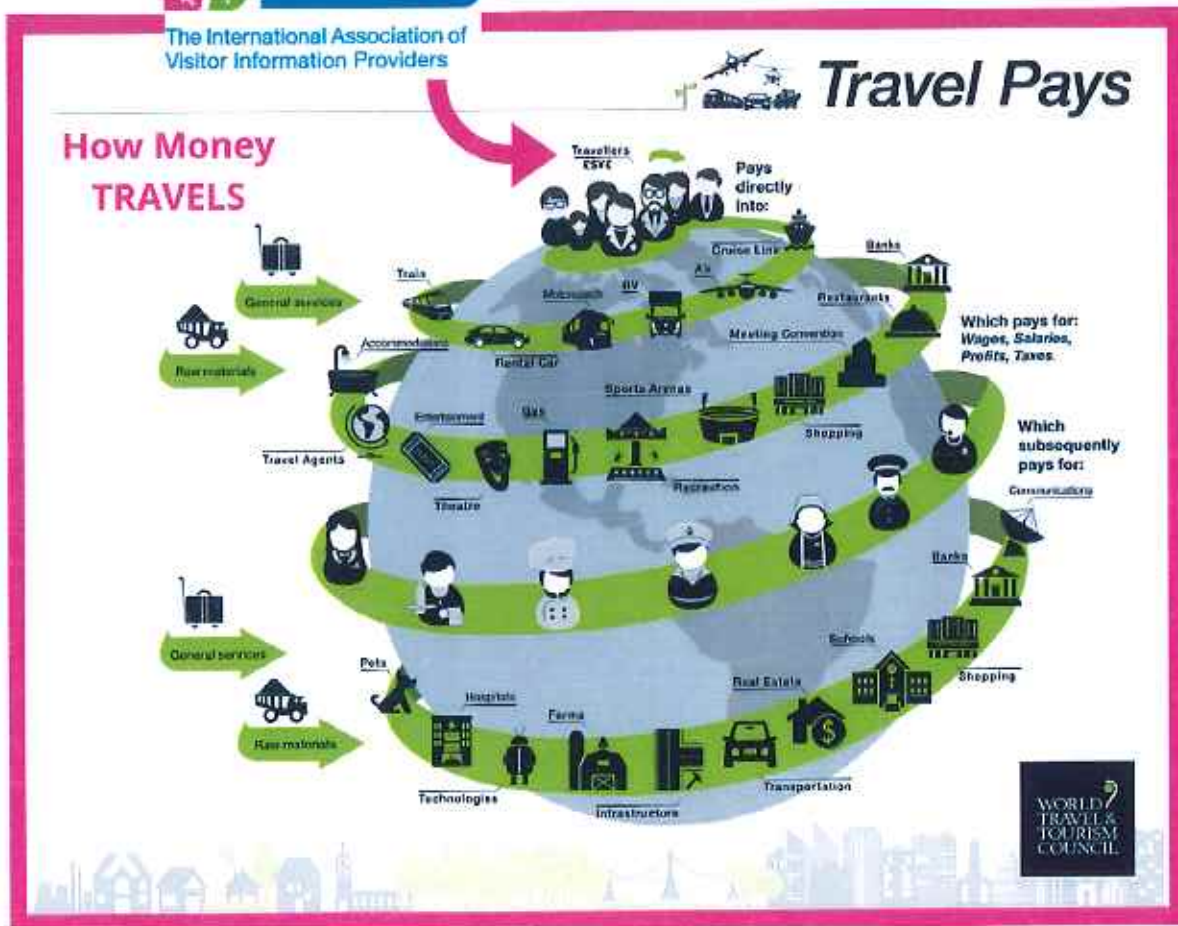 The International Association of
Visitor Information Providers
Travel Pays
How Money
TRAVELS
Travellers
Pays
directly
into:
Cruise Line
Air
RV
Motorcoach
Rental Car
Train
General services
Raw materials
Banks
Restaurants
Which pays for:
Wages, Salaries,
Profits, Taxes.
Meeting Convention
Shopping
Sports Arenas
Recreation
Gas
Entertainment
Theatre
Travel Agents
Accommodations
Which
subsequently
pays for:
Communications
Banks
Shopping
Schools
Real Estate
Transportation
Infrastructure
Farms
Technologies
Hospitals
Pets
General services
Raw materials
$
WORLD
TRAVEL &
TOURISM
COUNCIL